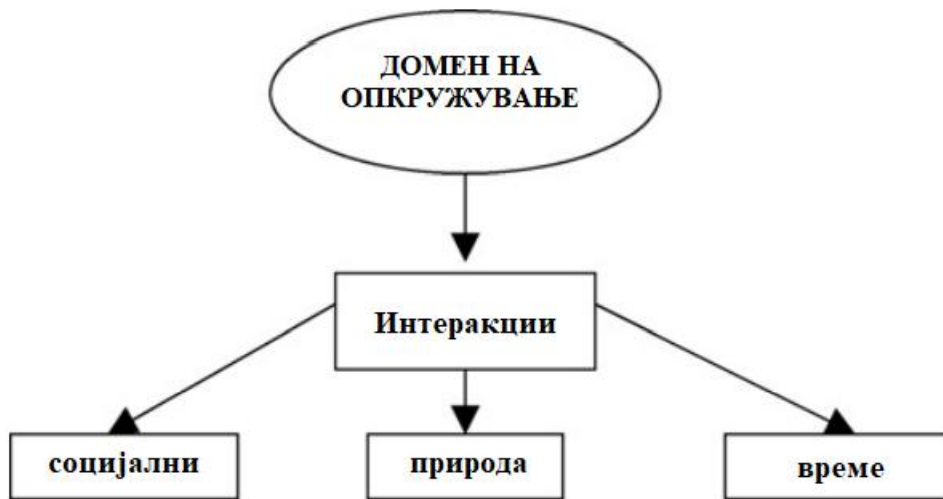 ДОМЕН НА
ОПКРУЖУВАЊЕ
Интеракции
социјални
природа
време